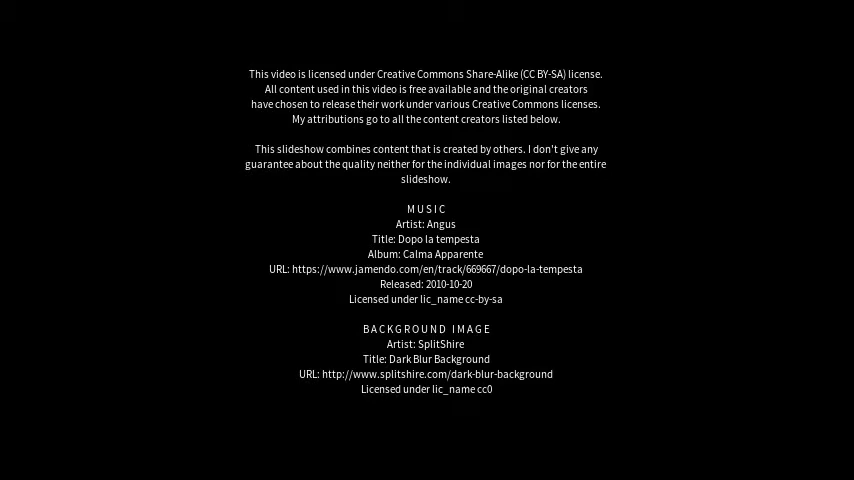 This video is licensed under Creative Commons Share-Alike (CC BY-SA) license.
All content used in this video is free available and the original creators
have chosen to release their work under various Creative Commons licenses.
My attributions go to all the content creators listed below.
This slideshow combines content that is created by others. I don't give any
guarantee about the quality neither for the individual images nor for the entire
slideshow.
MUSIC
Artist: Angus
Title: Dopo la tempesta
Album: Calma Apparente
URL: https://www.jamendo.com/en/track/669667/dopo-la-tempesta
Released: 2010-10-20
Licensed under lic_name cc-by-sa
BACKGROUND IMAGE
Artist: SplitShire
Title: Dark Blur Background
URL: http://www.splitshire.com/dark-blur-background
Licensed under lic_name cc0